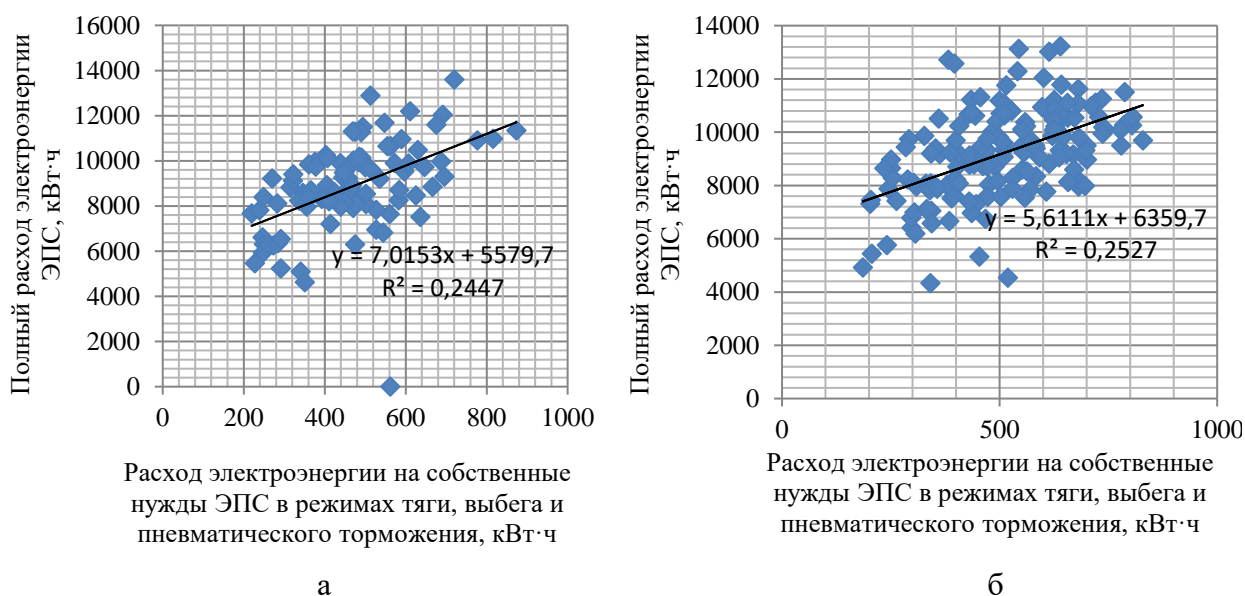 Полный расход электроэнергии
ЭПС, кВт·ч
16000
14000
12000
10000
8000
6000
4000
2000
0
0
200
400
600
800
1000
y = 7,0153x + 5579,7
R² = 0,2447
Расход электроэнергии на собственные
нужды ЭПС в режимах тяги, выбега и
пневматического торможения, кВт·ч
а
Полный расход электроэнергии
ЭПС, кВт·ч
14000
12000
10000
8000
6000
4000
2000
0
0
500
1000
y = 5,6111x + 6359,7
R² = 0,2527
Расход электроэнергии на собственные
нужды ЭПС в режимах тяги, выбега и
пневматического торможения, кВт·ч
б